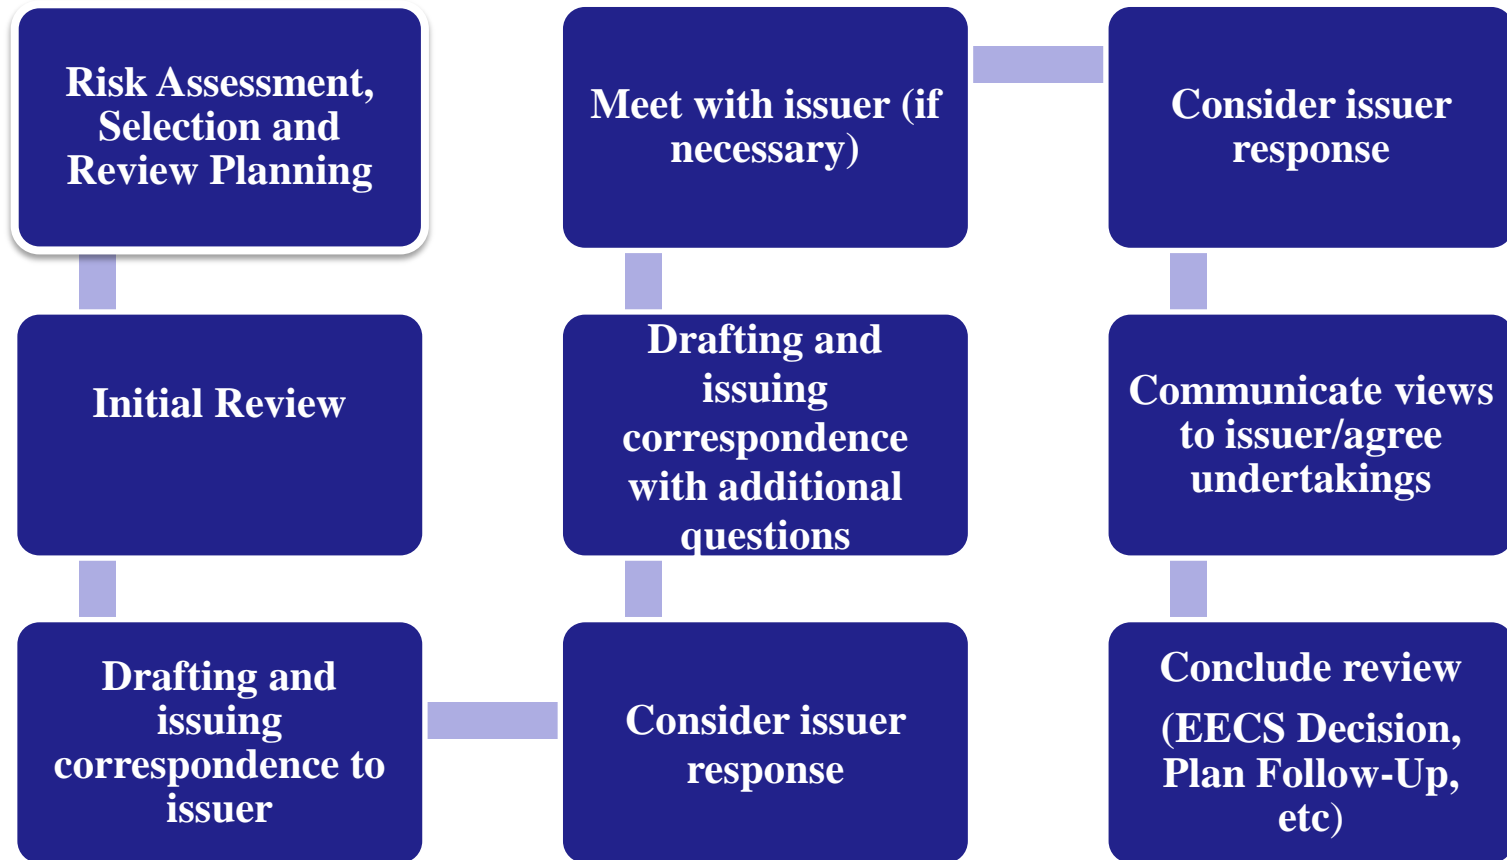 Risk Assessment,
Selection and
Review Planning
Initial Review
Drafting and
issuing
correspondence to
issuer
Consider issuer
response
Drafting and
issuing
correspondence
with additional
questions
Meet with issuer (if
necessary)
Consider issuer
response
Communicate views
to issuer/agree
undertakings
Conclude review
(EECS Decision,
Plan Follow-Up,
etc)